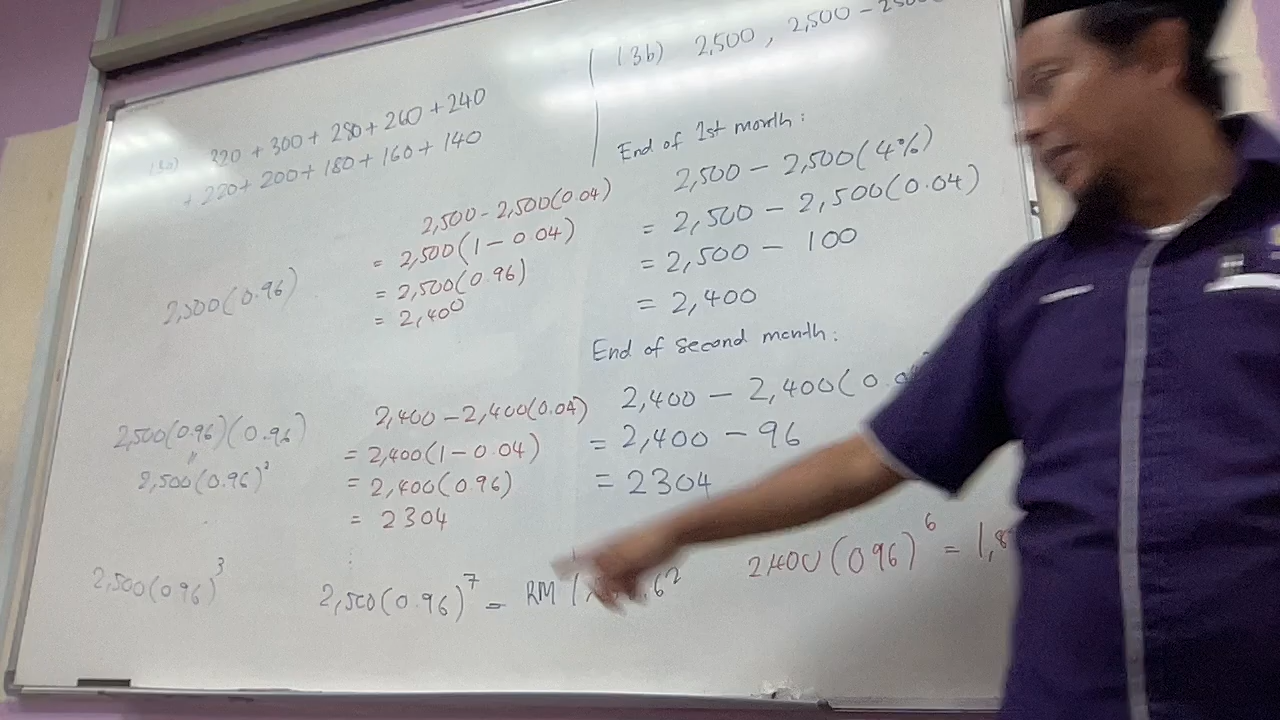 320 + 300 + 280 + 260 + 240
+ 220 + 200 + 180 + 160 + 140
2,500(0.96)
2,500(0.96)(0.96)
"
2,500(0.96)²
2,500(0.96)³
2,500 - 2,500(0.04)
= 2,500(1 - 0.04)
= 2,500(0.96)
= 2,400
2,400 - 2,400(0.04)
= 2,400(1 - 0.04)
= 2,400(0.96)
= 2304
2,500(0.96)⁷ = RM
13b) 2,500 , 2,500 -
End of 1st month:
2,500 - 2,500(4%)
= 2,500 - 2,500(0.04)
= 2,500 - 100
= 2,400
End of second month:
2,400 - 2,400(0.0
= 2,400 - 96
= 2304
2400(0.96)⁶ = 1,8